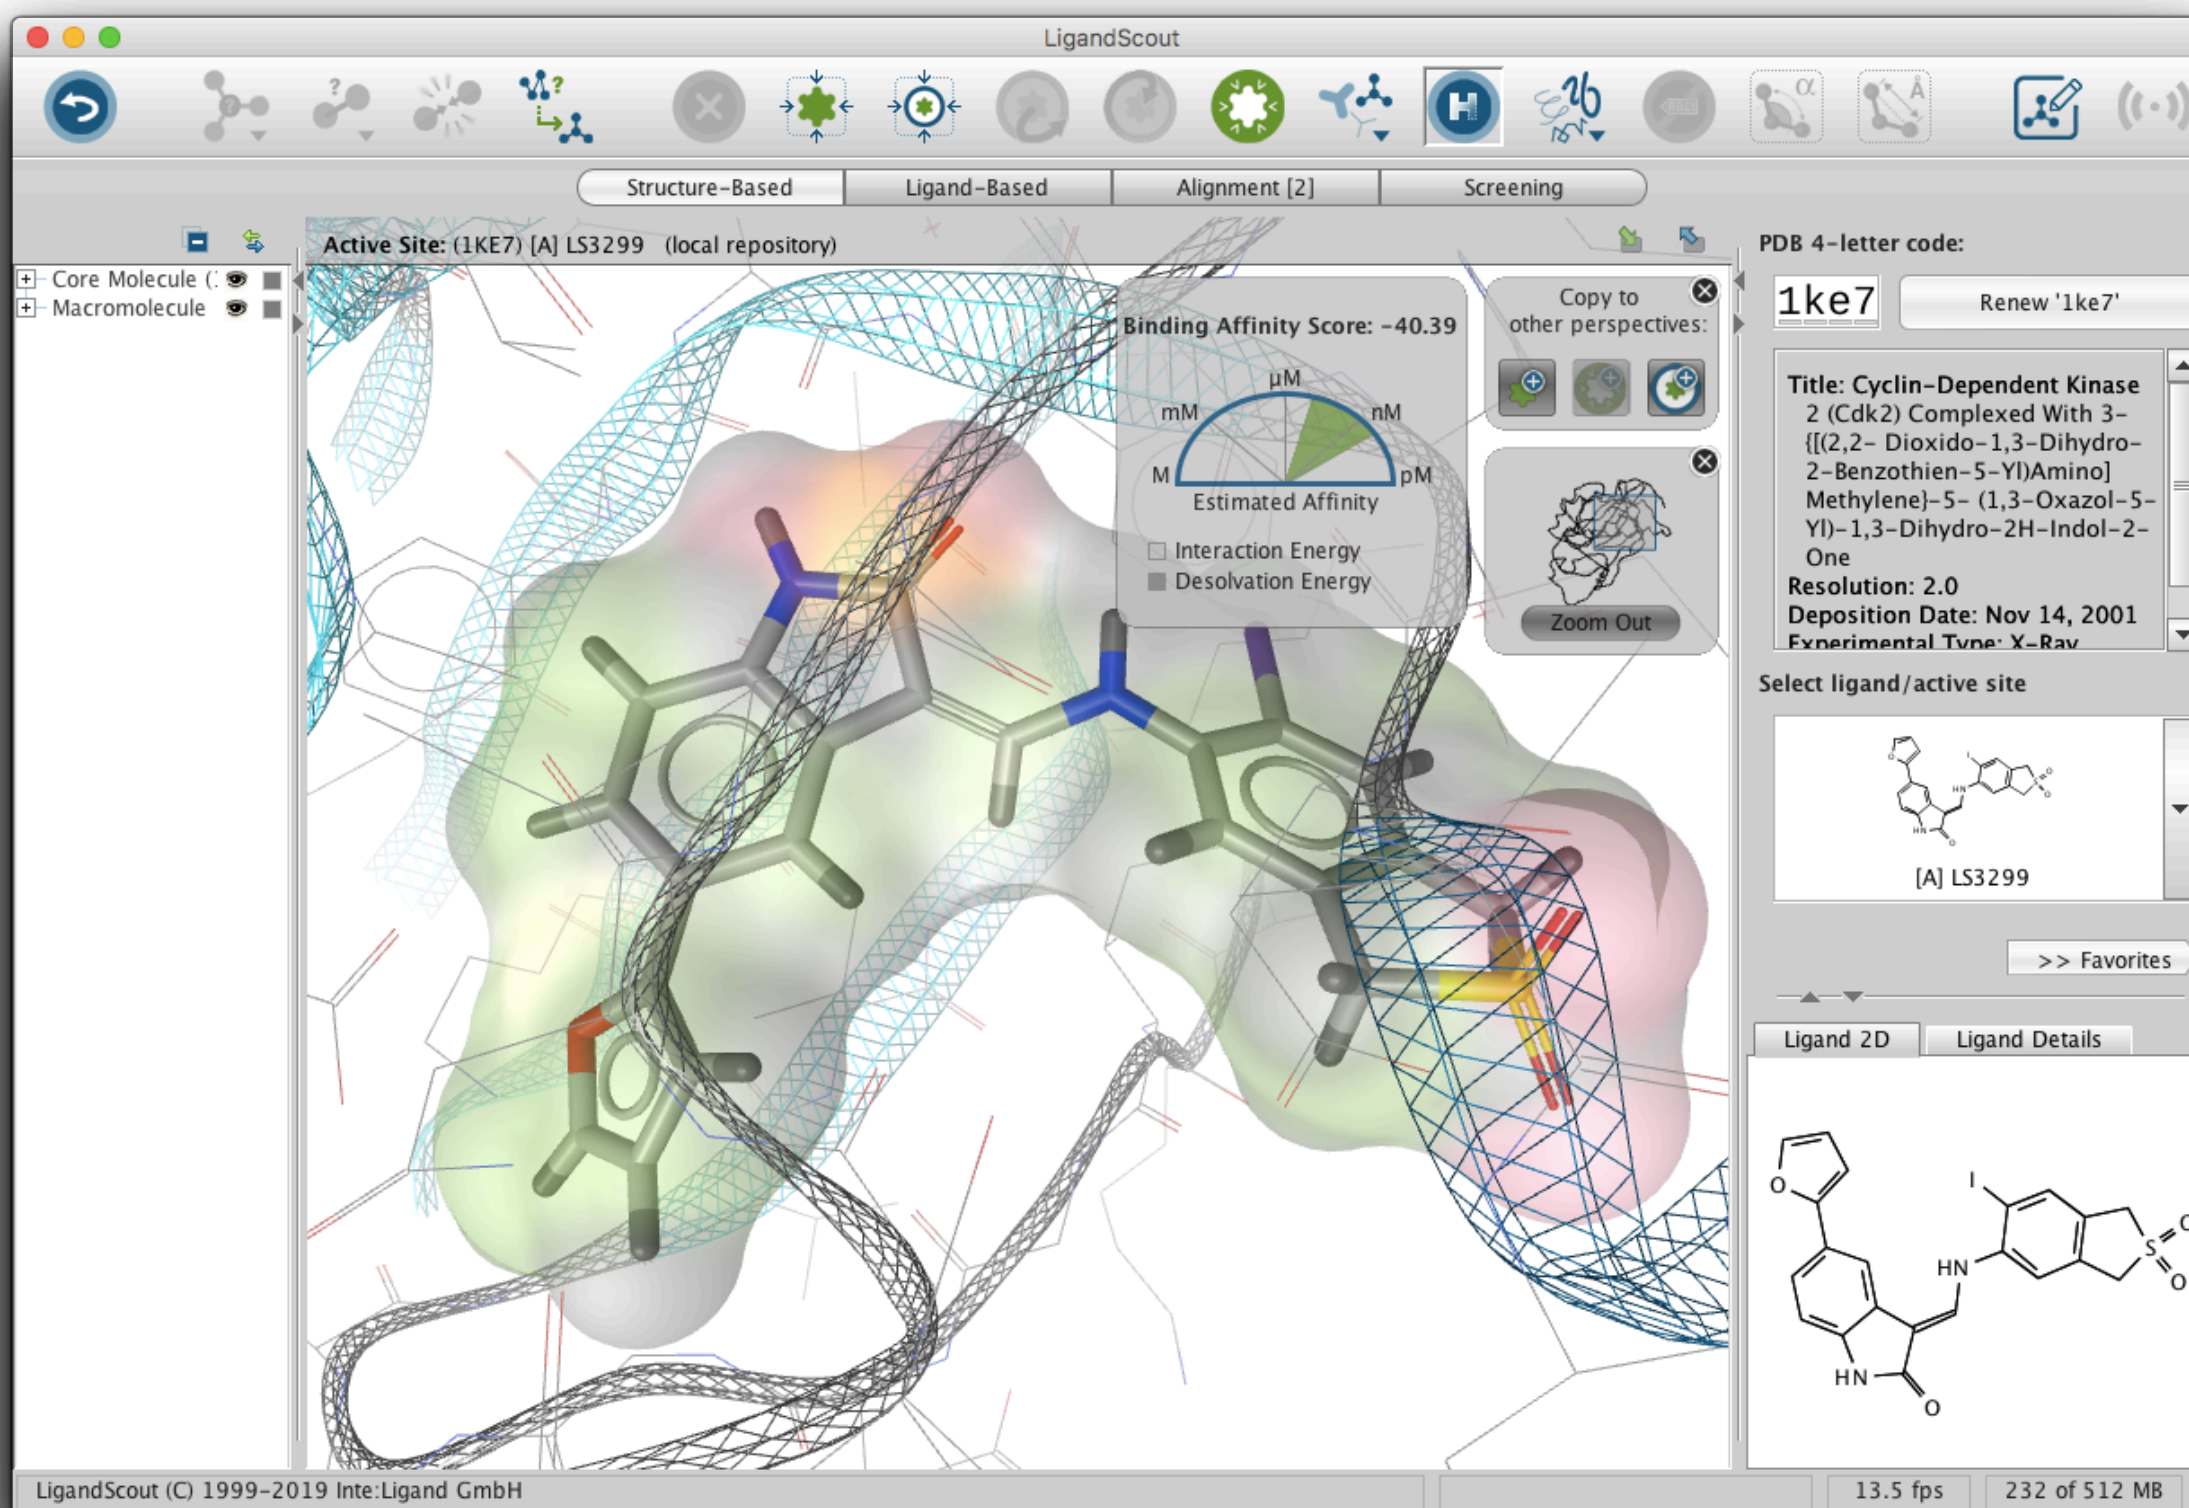 LigandScout
Structure-Based
Ligand-Based
Alignment [2]
Screening
Active Site: (1KE7) [A] LS3299 (local repository)
Core Molecule (
Macromolecule
Binding Affinity Score: -40.39
µM
mM
nM
M
pM
Estimated Affinity
Interaction Energy
Desolvation Energy
Copy to
other perspectives:
Zoom Out
PDB 4-letter code:
1ke7
Renew '1ke7'
Title: Cyclin-Dependent Kinase
2 (Cdk2) Complexed With 3-
{[(2,2- Dioxido-1,3-Dihydro-
2-Benzothien-5-Yl)Amino]
Methylene}-5- (1,3-Oxazol-5-
Yl)-1,3-Dihydro-2H-Indol-2-
One
Resolution: 2.0
Deposition Date: Nov 14, 2001
Experimental Type: X-Ray
Select ligand/active site
O
I
HN
S
O
O
HN
O
[A] LS3299
>> Favorites
Ligand 2D
Ligand Details
O
I
O
S
HN
O
HN
O
H
α
Å
?
?
?
LigandScout (C) 1999-2019 Inte:Ligand GmbH
13.5 fps
232 of 512 MB